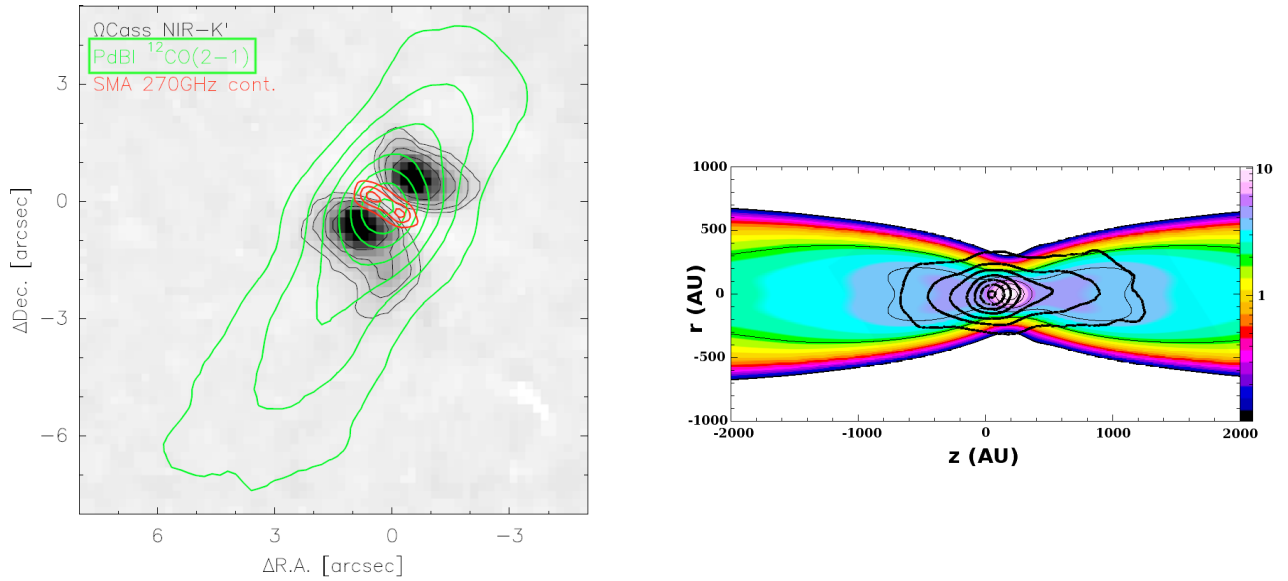 ΩCass NIR-K'
PdBI ¹²CO(2-1)
SMA 270GHz cont.
3
0
-3
-6
ΔDec. [arcsec]
6 3 0 -3
ΔR.A. [arcsec]
1000
500
0
-500
-1000
r (AU)
-2000 -1000 0 1000 2000
z (AU)
10
1